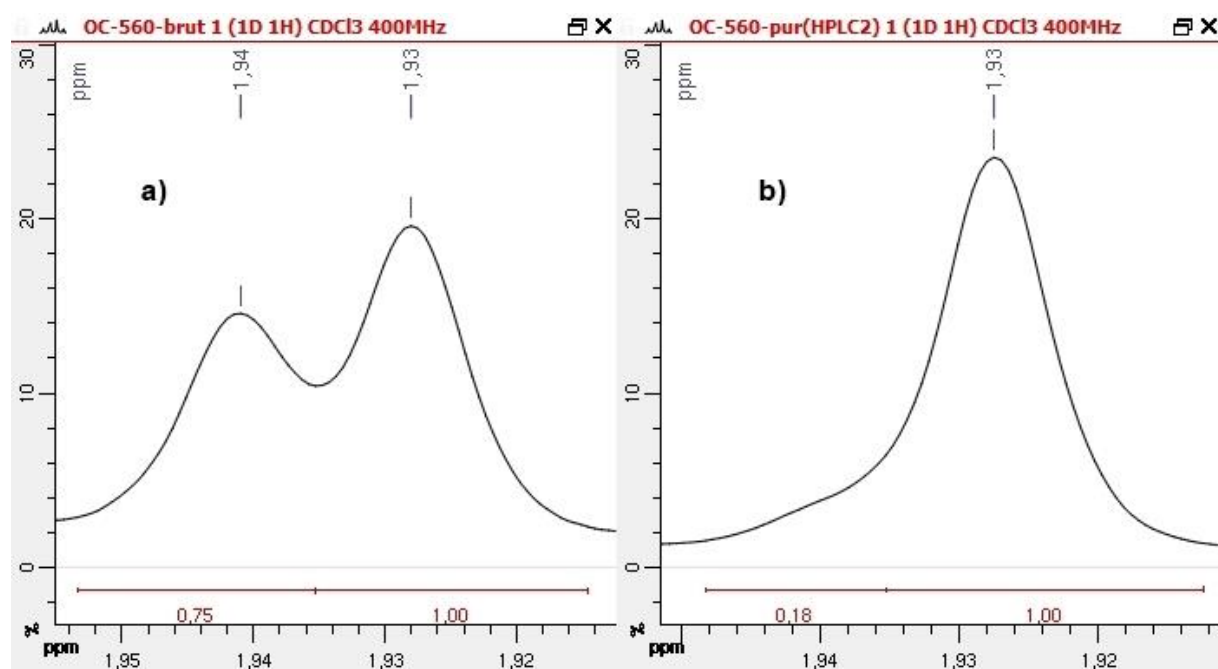 OC-560-brut 1 (1D 1H) CDCl3 400MHz
30
ppm
1,94
1,93
a)
20
10
0
0,75
1,00
ppm
1,95
1,94
1,93
1,92
OC-560-pur(HPLC2) 1 (1D 1H) CDCl3 400MHz
30
ppm
1,93
b)
20
10
0
0,18
1,00
ppm
1,94
1,93
1,92